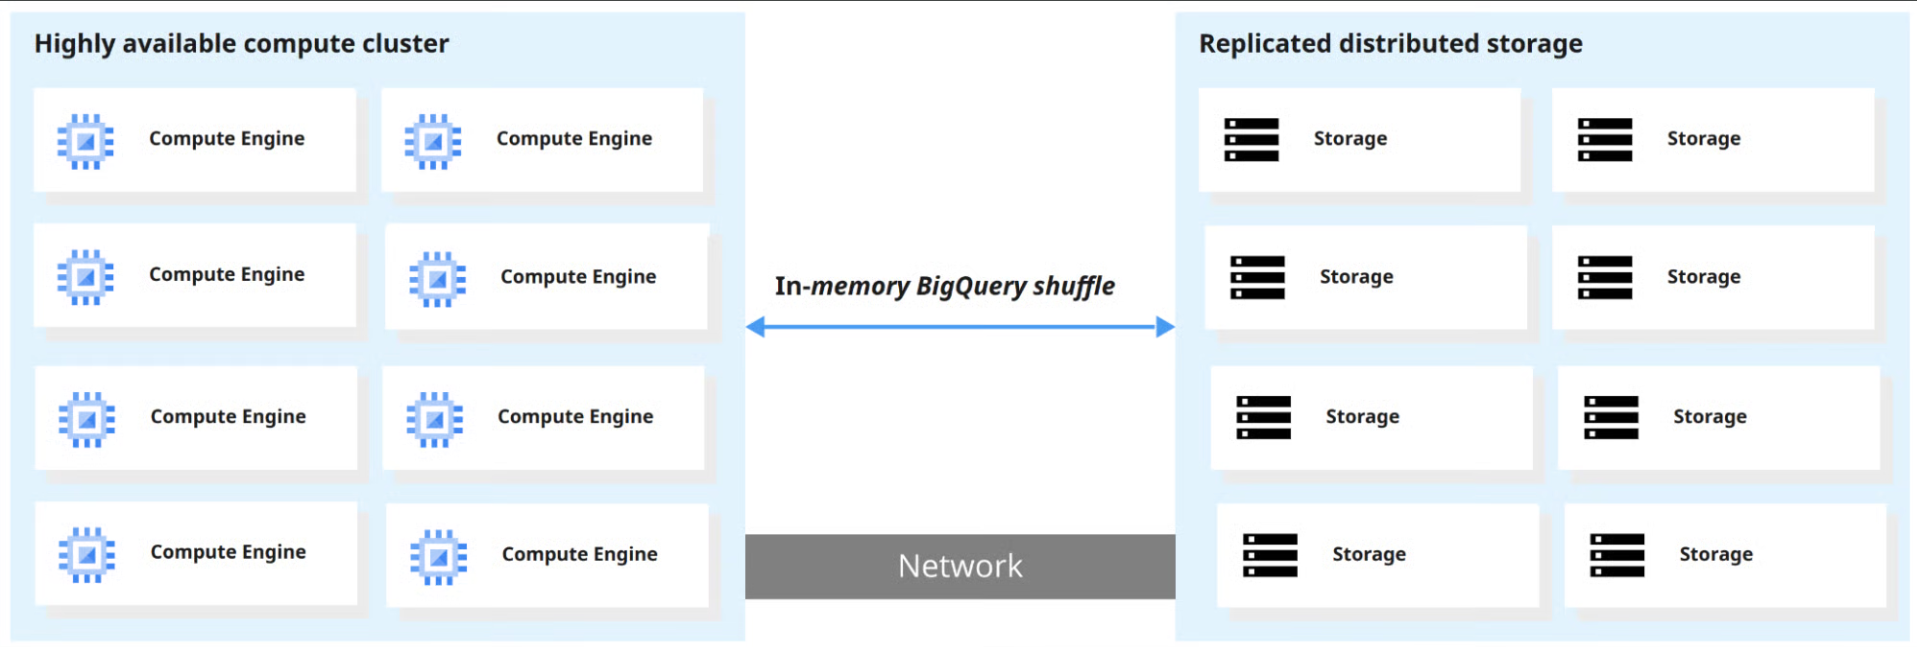 Highly available compute cluster
Compute Engine
Compute Engine
Compute Engine
Compute Engine
Compute Engine
Compute Engine
Compute Engine
Compute Engine
In-memory BigQuery shuffle
Network
Replicated distributed storage
Storage
Storage
Storage
Storage
Storage
Storage
Storage
Storage